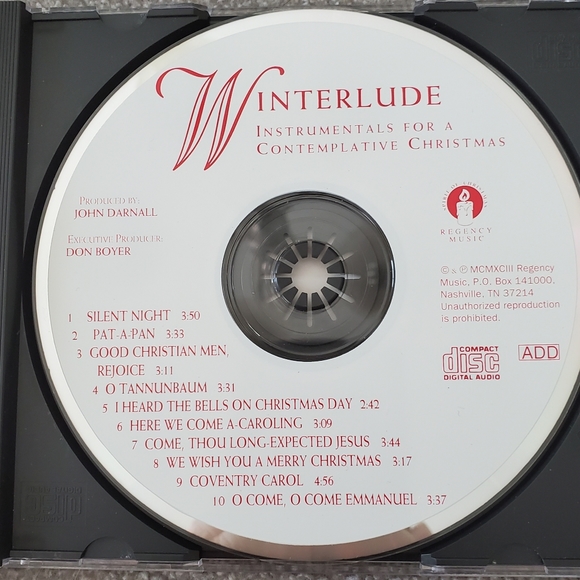 WINTERLUDE
INSTRUMENTALS FOR A
CONTEMPLATIVE CHRISTMAS
PRODUCED BY:
JOHN DARNALL
EXECUTIVE PRODUCER:
DON BOYER
REGENCY
MUSIC
© & ℗ MCMXCIII Regency
Music, P.O. Box 141000,
Nashville, TN 37214
Unauthorized reproduction
is prohibited.
COMPACT
disc
DIGITAL AUDIO
ADD
1 SILENT NIGHT 3:50
2 PAT-A-PAN 3:33
3 GOOD CHRISTIAN MEN,
REJOICE 3:11
4 O TANNUNBAUM 3:31
5 I HEARD THE BELLS ON CHRISTMAS DAY 2:42
6 HERE WE COME A-CAROLING 3:09
7 COME, THOU LONG-EXPECTED JESUS 3:44
8 WE WISH YOU A MERRY CHRISTMAS 3:17
9 COVENTRY CAROL 4:56
10 O COME, O COME EMMANUEL 3:37